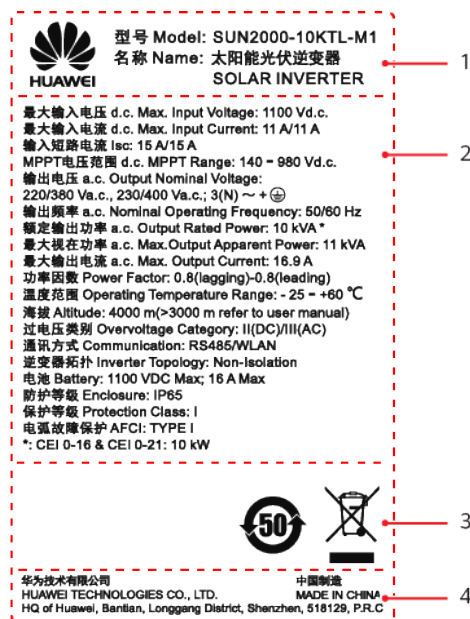 HUAWEI
型号 Model: SUN2000-10KTL-M1
名称 Name: 太阳能光伏逆变器
SOLAR INVERTER
1
最大输入电压 d.c. Max. Input Voltage: 1100 Vd.c.
最大输入电流 d.c. Max. Input Current: 11 A/11 A
输入短路电流 Isc: 15 A/15 A
MPPT电压范围 d.c. MPPT Range: 140 - 980 Vd.c.
输出电压 a.c. Output Nominal Voltage:
220/380 Va.c., 230/400 Va.c.; 3(N) ~ + ⏚
输出频率 a.c. Nominal Operating Frequency: 50/60 Hz
额定输出功率 a.c. Output Rated Power: 10 kVA *
最大视在功率 a.c. Max.Output Apparent Power: 11 kVA
最大输出电流 a.c. Max. Output Current: 16.9 A
功率因数 Power Factor: 0.8(lagging)-0.8(leading)
温度范围 Operating Temperature Range: - 25 - +60 ℃
海拔 Altitude: 4000 m(>3000 m refer to user manual)
过电压类别 Overvoltage Category: II(DC)/III(AC)
通讯方式 Communication: RS485/WLAN
逆变器拓扑 Inverter Topology: Non-Isolation
电池 Battery: 1100 VDC Max; 16 A Max
防护等级 Enclosure: IP65
保护等级 Protection Class: I
电弧故障保护 AFCI: TYPE I
*: CEI 0-16 & CEI 0-21: 10 kW
2
50
3
华为技术有限公司 中国制造
HUAWEI TECHNOLOGIES CO., LTD. MADE IN CHINA
HQ of Huawei, Bantian, Longgang District, Shenzhen, 518129, P.R.C
4